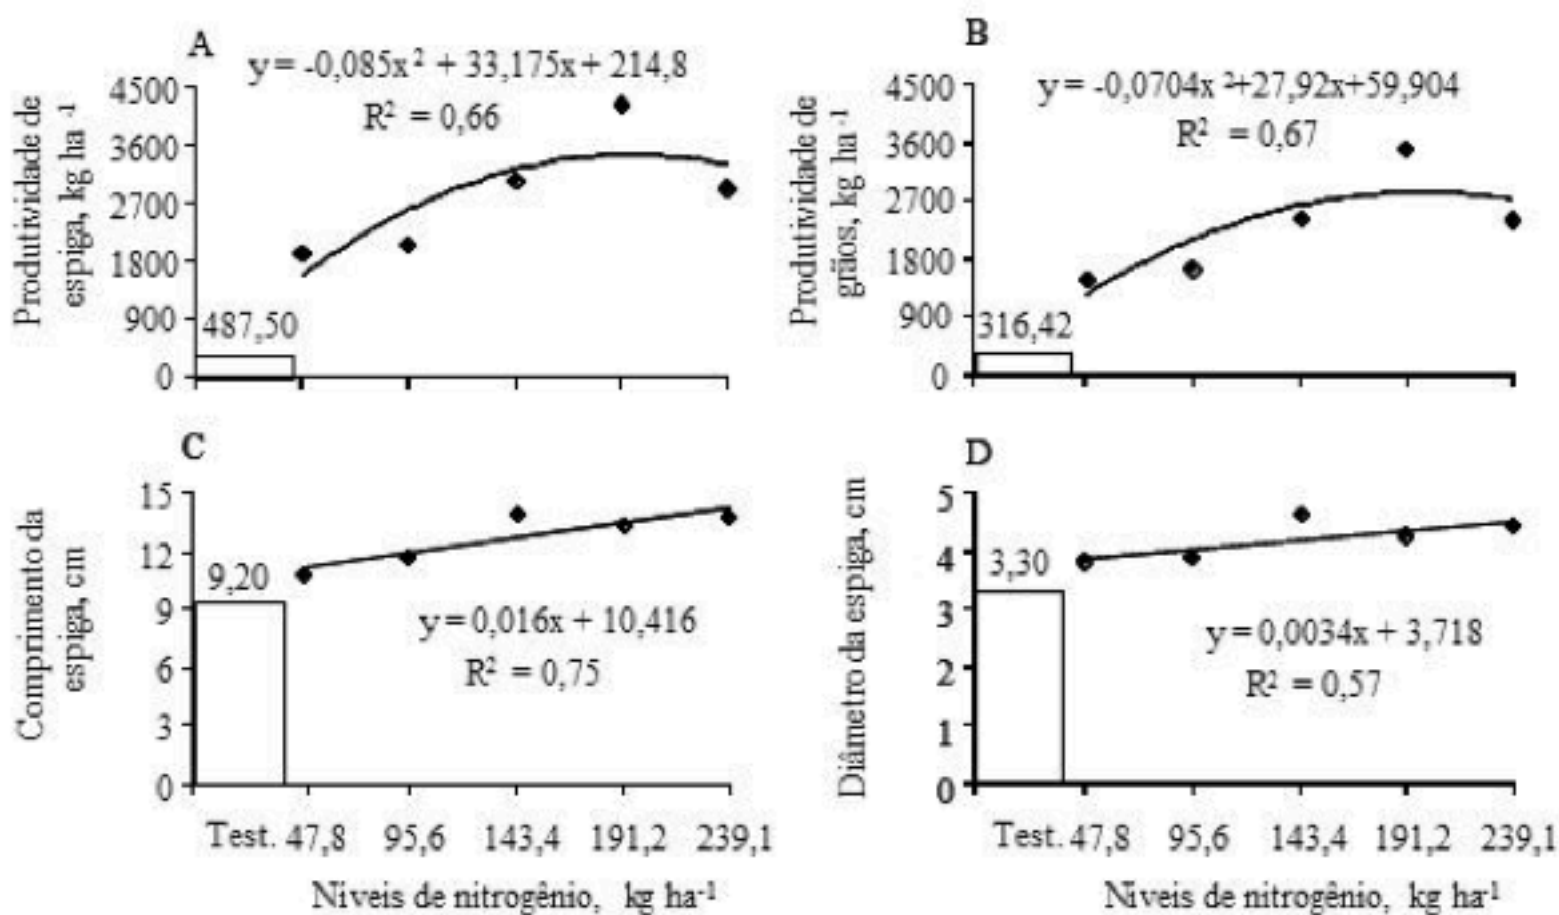 A
y = -0,085x² + 33,175x + 214,8
R² = 0,66
Produtividade de
espiga, kg ha -1
4500
3600
2700
1800
900
0
487,50
B
y = -0,0704x ²+27,92x+59,904
R² = 0,67
Produtividade de
grãos, kg ha -1
4500
3600
2700
1800
900
0
316,42
C
Comprimento da
espiga, cm
15
12
9
6
3
0
9,20
y = 0,016x + 10,416
R² = 0,75
Test. 47,8 95,6 143,4 191,2 239,1
Niveis de nitrogênio, kg ha-1
D
Diâmetro da espiga, cm
5
4
3
2
1
0
3,30
y = 0,0034x + 3,718
R² = 0,57
Test. 47,8 95,6 143,4 191,2 239,1
Niveis de nitrogênio, kg ha-1